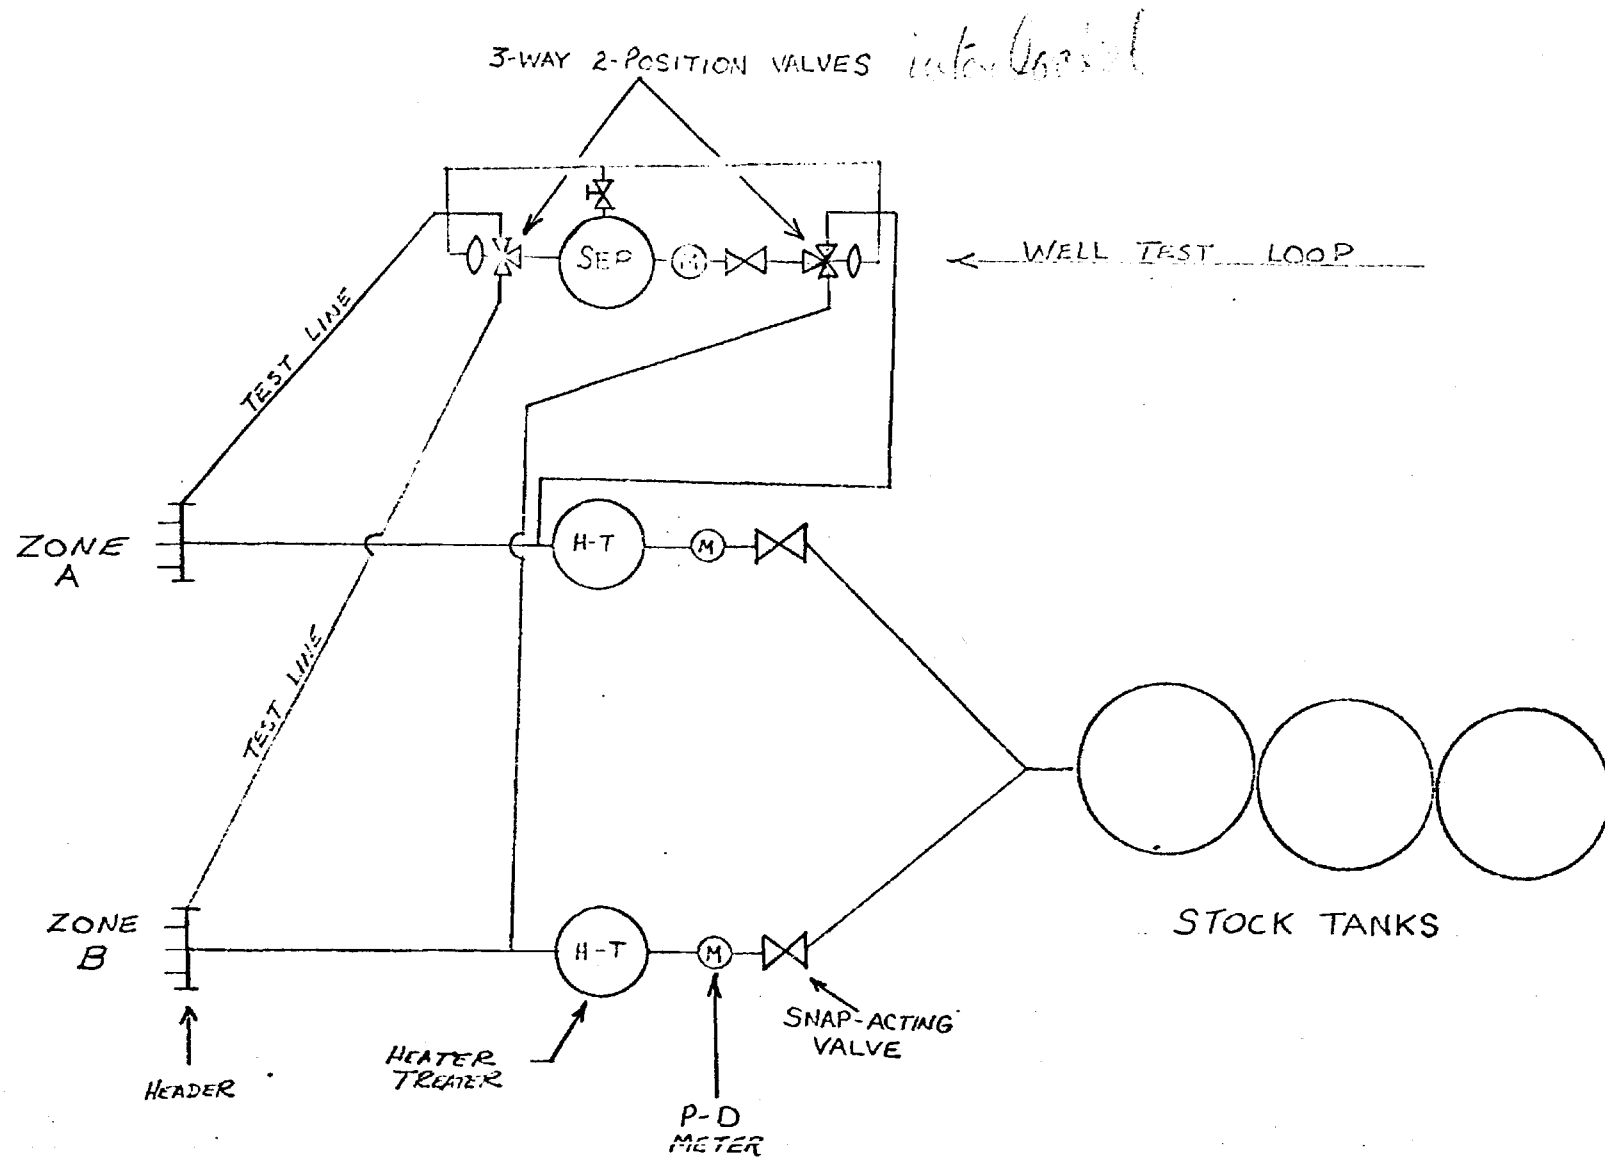 3-WAY 2-POSITION VALVES interlocked
SEP
M
WELL TEST LOOP
TEST LINE
ZONE
A
H-T
M
TEST LINE
ZONE
B
H-T
M
STOCK TANKS
SNAP-ACTING
VALVE
HEATER
TREATER
HEADER
P-D
METER